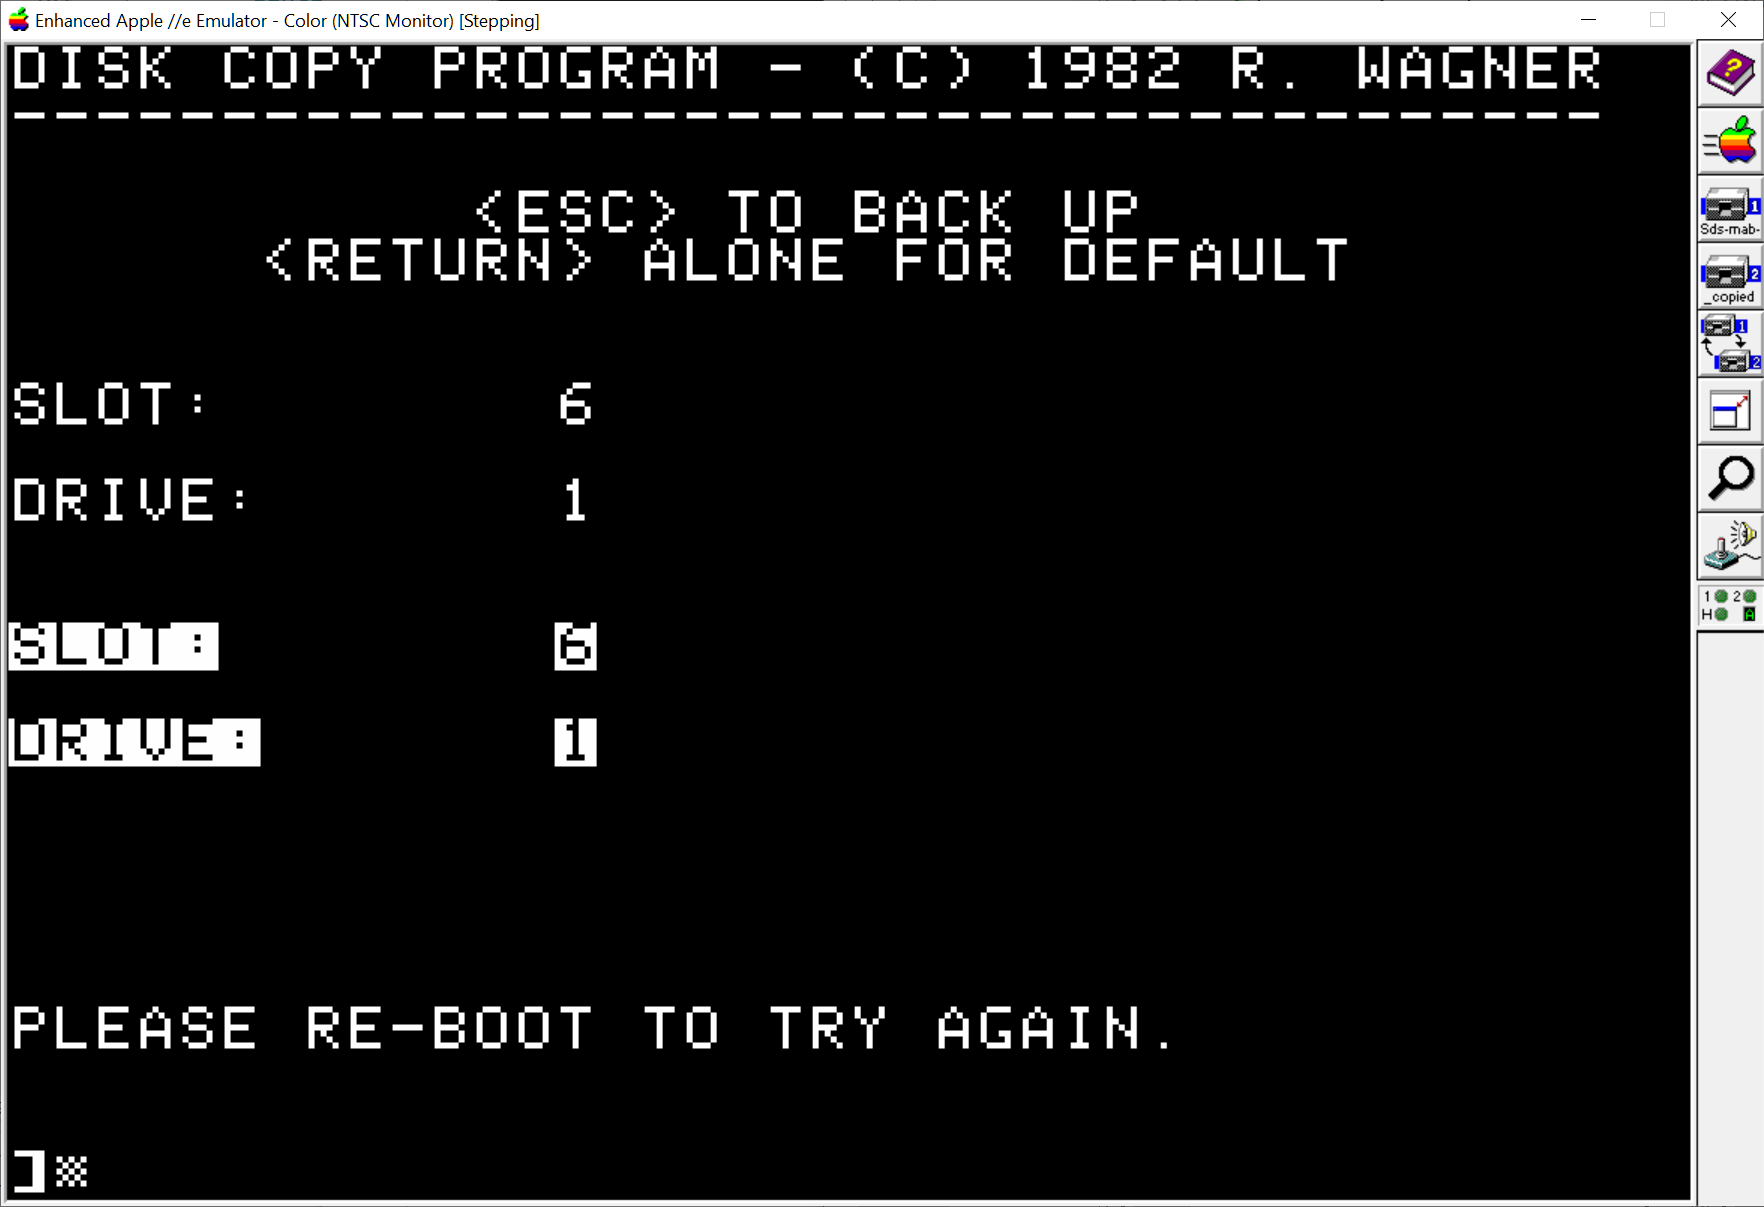 Enhanced Apple //e Emulator - Color (NTSC Monitor) [Stepping]
DISK COPY PROGRAM - (C) 1982 R. WAGNER
--------------------------------------
<ESC> TO BACK UP
<RETURN> ALONE FOR DEFAULT
SLOT: 6
DRIVE: 1
SLOT: 6
DRIVE: 1
PLEASE RE-BOOT TO TRY AGAIN.
]
?
1
Sds-mab-
2
_copied
1
2
1 2
H A